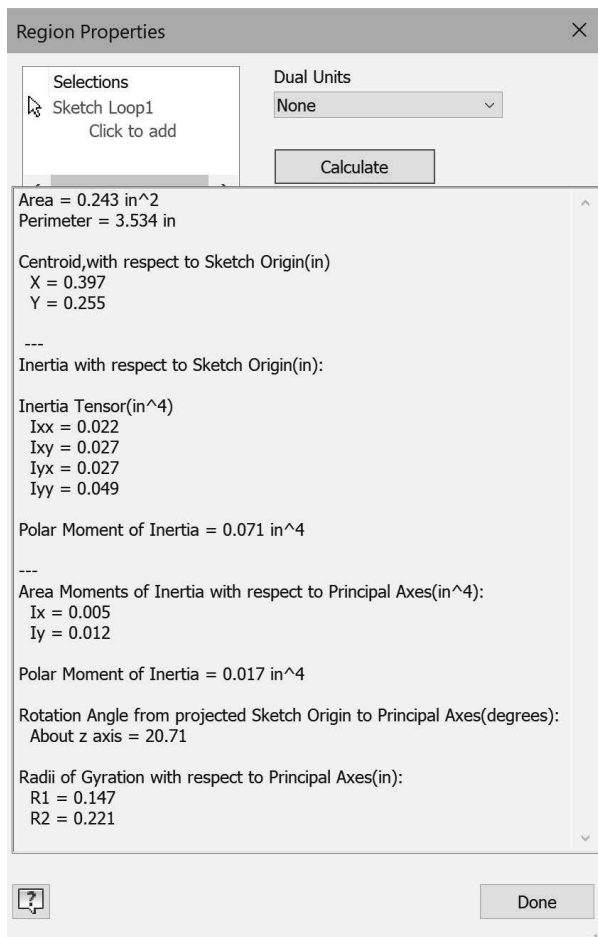 Region Properties
Selections
Dual Units
Sketch Loop1
None
Click to add
Calculate
Area = 0.243 in^2
Perimeter = 3.534 in
Centroid,with respect to Sketch Origin(in)
X = 0.397
Y = 0.255
---
Inertia with respect to Sketch Origin(in):
Inertia Tensor(in^4)
Ixx = 0.022
Ixy = 0.027
Iyx = 0.027
Iyy = 0.049
Polar Moment of Inertia = 0.071 in^4
---
Area Moments of Inertia with respect to Principal Axes(in^4):
Ix = 0.005
Iy = 0.012
Polar Moment of Inertia = 0.017 in^4
Rotation Angle from projected Sketch Origin to Principal Axes(degrees):
About z axis = 20.71
Radii of Gyration with respect to Principal Axes(in):
R1 = 0.147
R2 = 0.221
?
Done